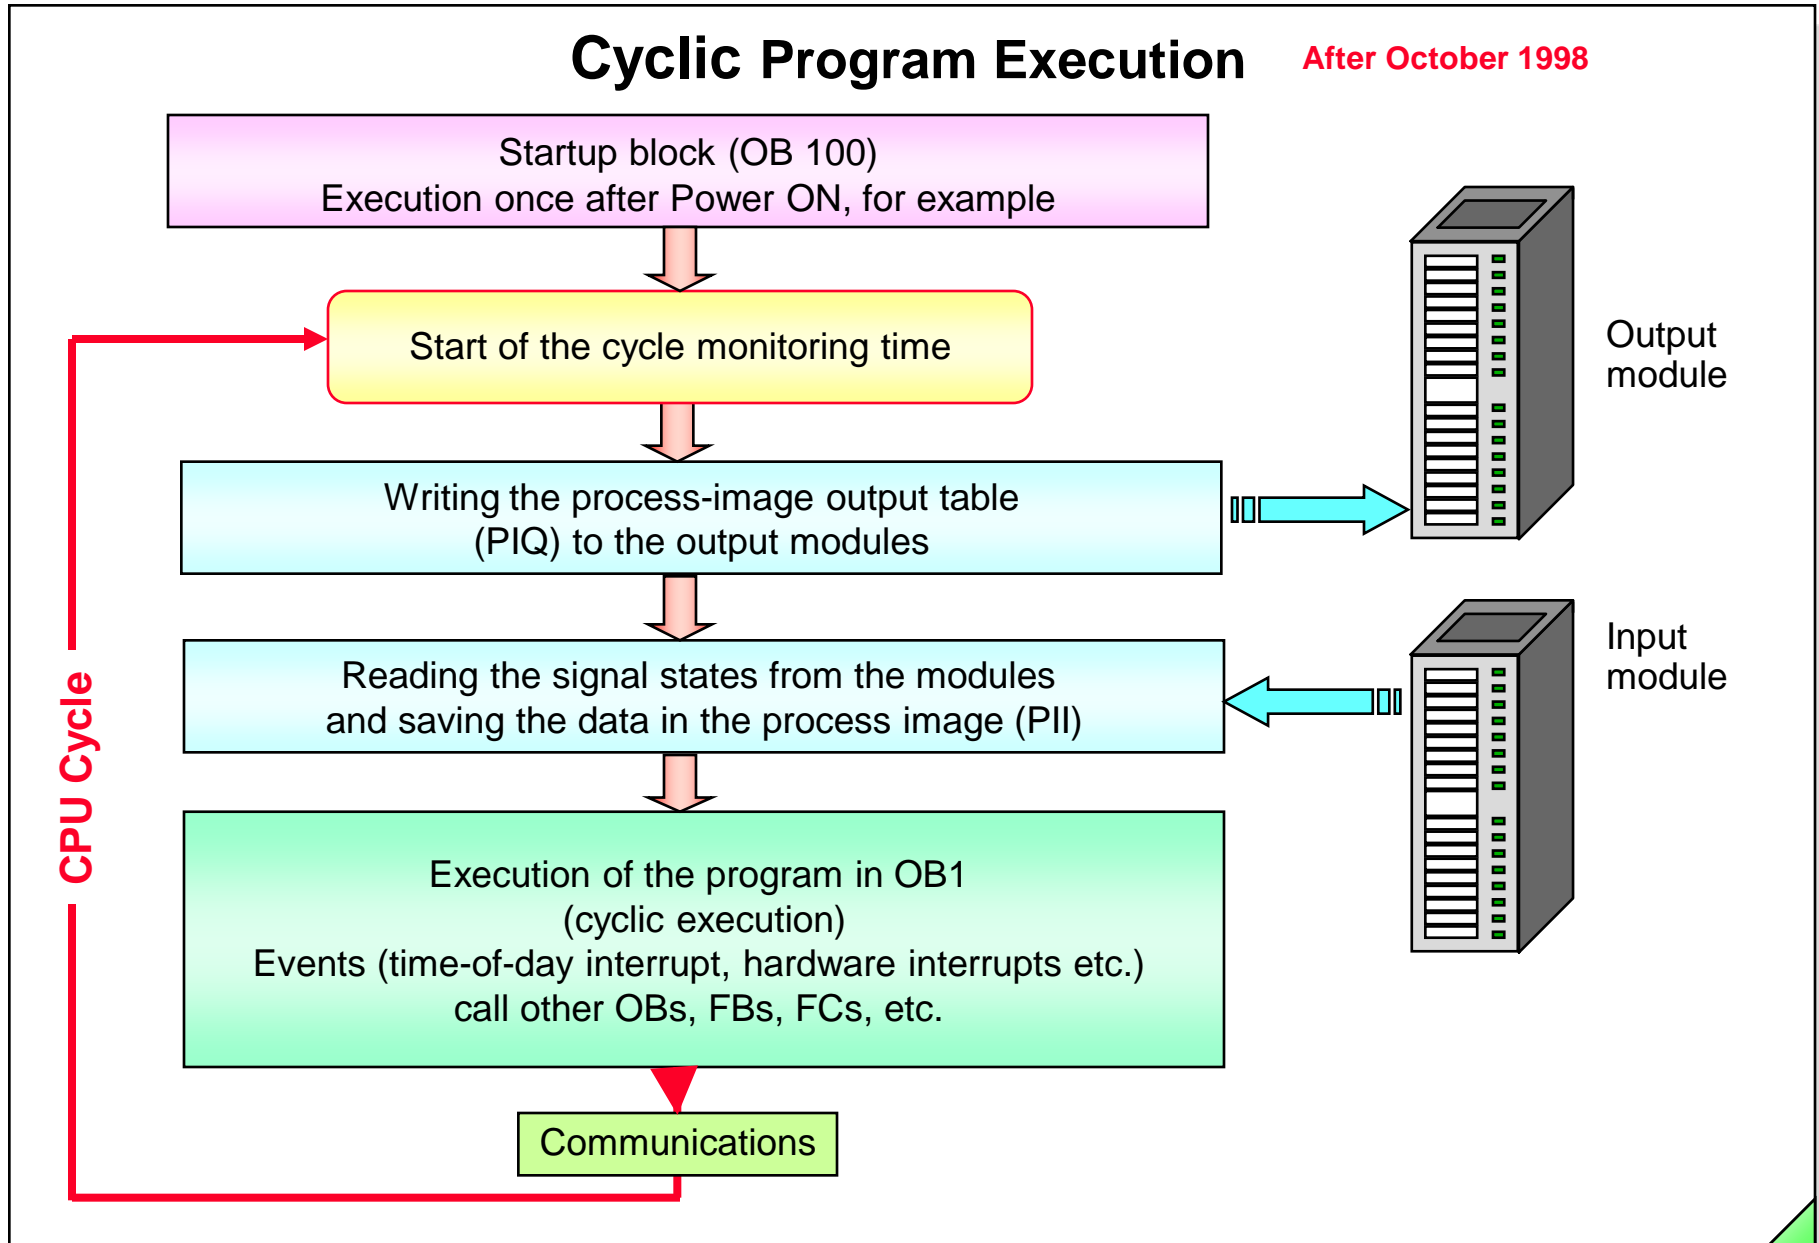 Cyclic Program Execution
After October 1998
Startup block (OB 100)
Execution once after Power ON, for example
Start of the cycle monitoring time
Output
module
Writing the process-image output table
(PIQ) to the output modules
Input
module
Reading the signal states from the modules
and saving the data in the process image (PII)
CPU Cycle
Execution of the program in OB1
(cyclic execution)
Events (time-of-day interrupt, hardware interrupts etc.)
call other OBs, FBs, FCs, etc.
Communications